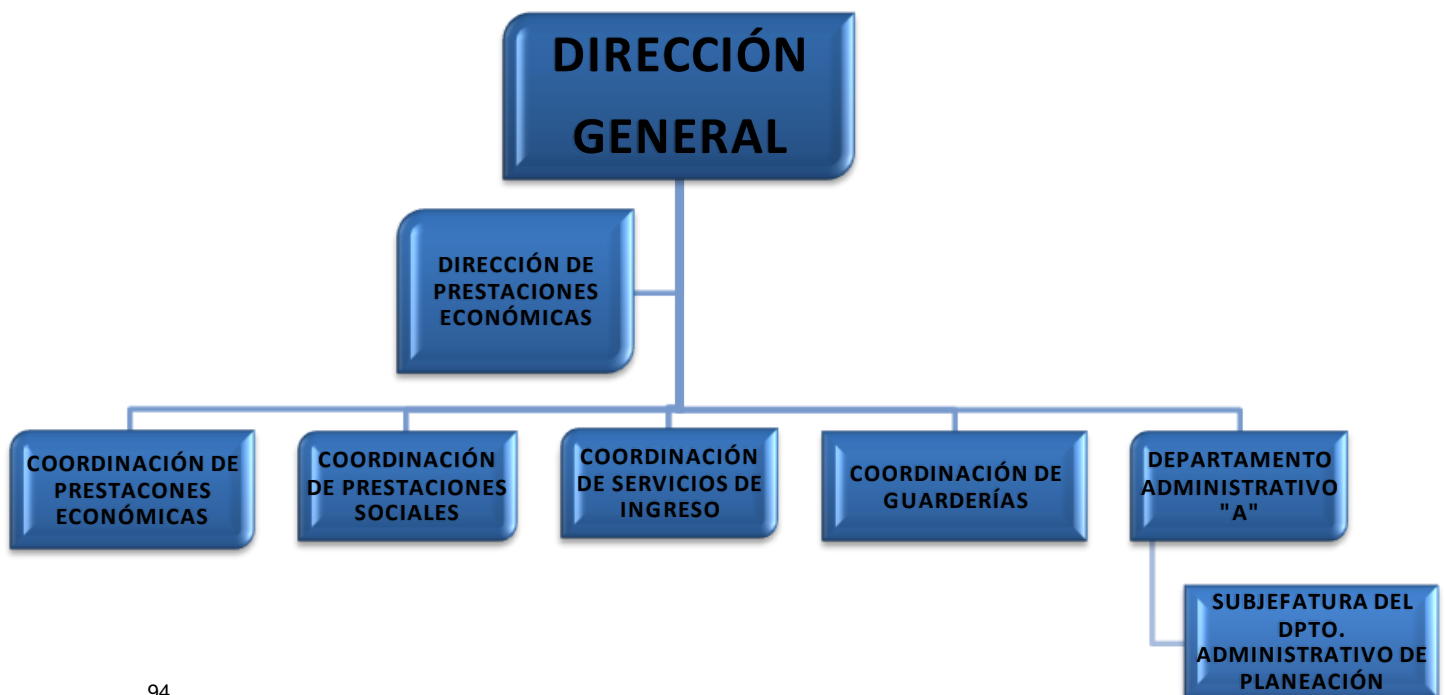 DIRECCIÓN
GENERAL
DIRECCIÓN DE
PRESTACIONES
ECONÓMICAS
COORDINACIÓN DE
PRESTACONES
ECONÓMICAS
COORDINACIÓN
DE PRESTACIONES
SOCIALES
COORDINACIÓN
DE SERVICIOS DE
INGRESO
COORDINACIÓN DE
GUARDERÍAS
DEPARTAMENTO
ADMINISTRATIVO
"A"
SUBJEFATURA DEL
DPTO.
ADMINISTRATIVO DE
PLANEACIÓN
94